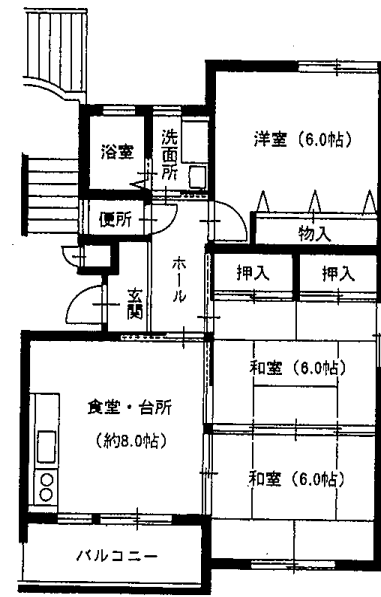 洋室（6.0帖）
浴室
洗面所
便所
物入
ホール
押入
押入
玄関
和室（6.0帖）
食堂・台所
（約8.0帖）
和室（6.0帖）
バルコニー